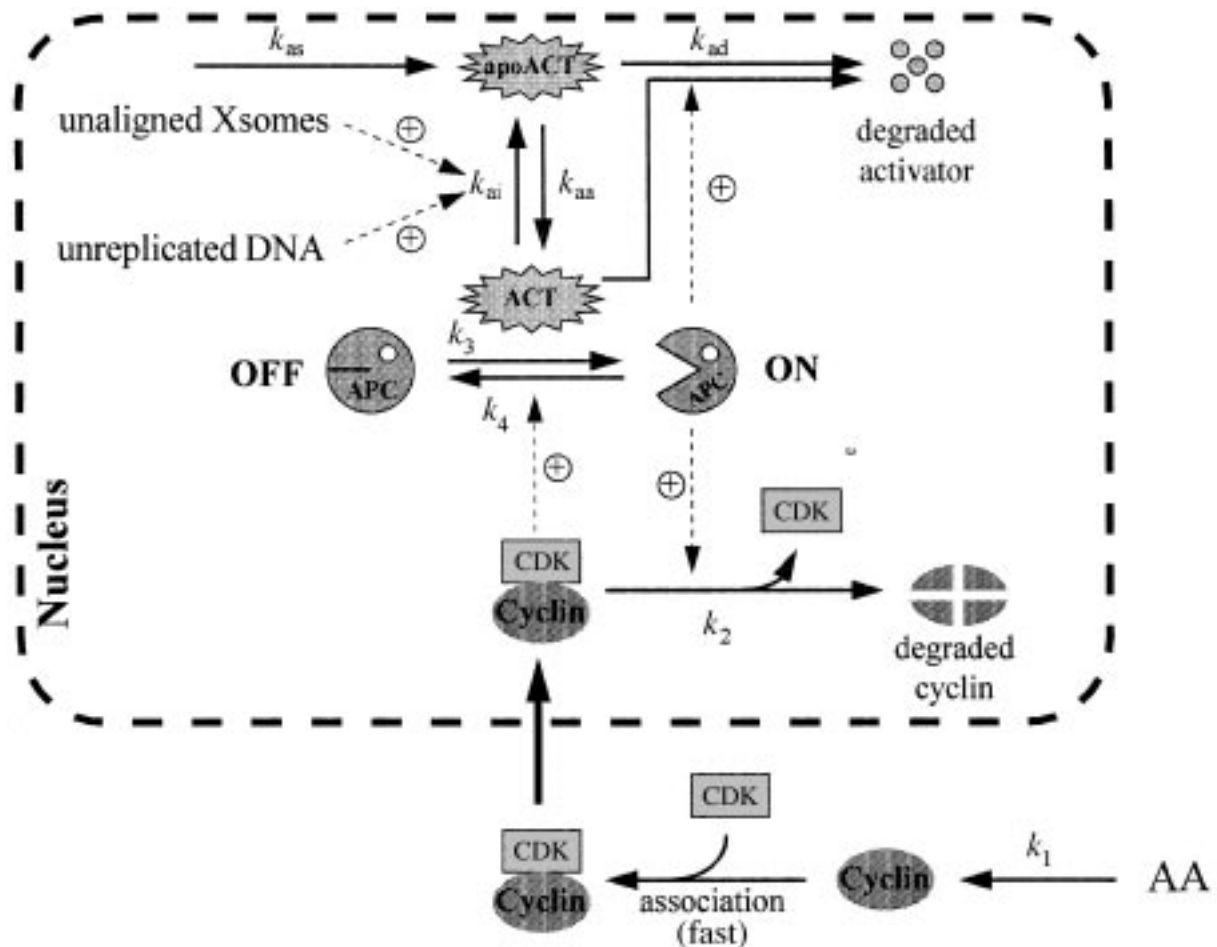 k_as
apoACT
k_ad
unaligned Xsomes
degraded
activator
k_ai
k_aa
unreplicated DNA
ACT
k_3
OFF
APC
APC
ON
k_4
Nucleus
CDK
CDK
Cyclin
k_2
degraded
cyclin
CDK
CDK
Cyclin
association
(fast)
Cyclin
k_1
AA